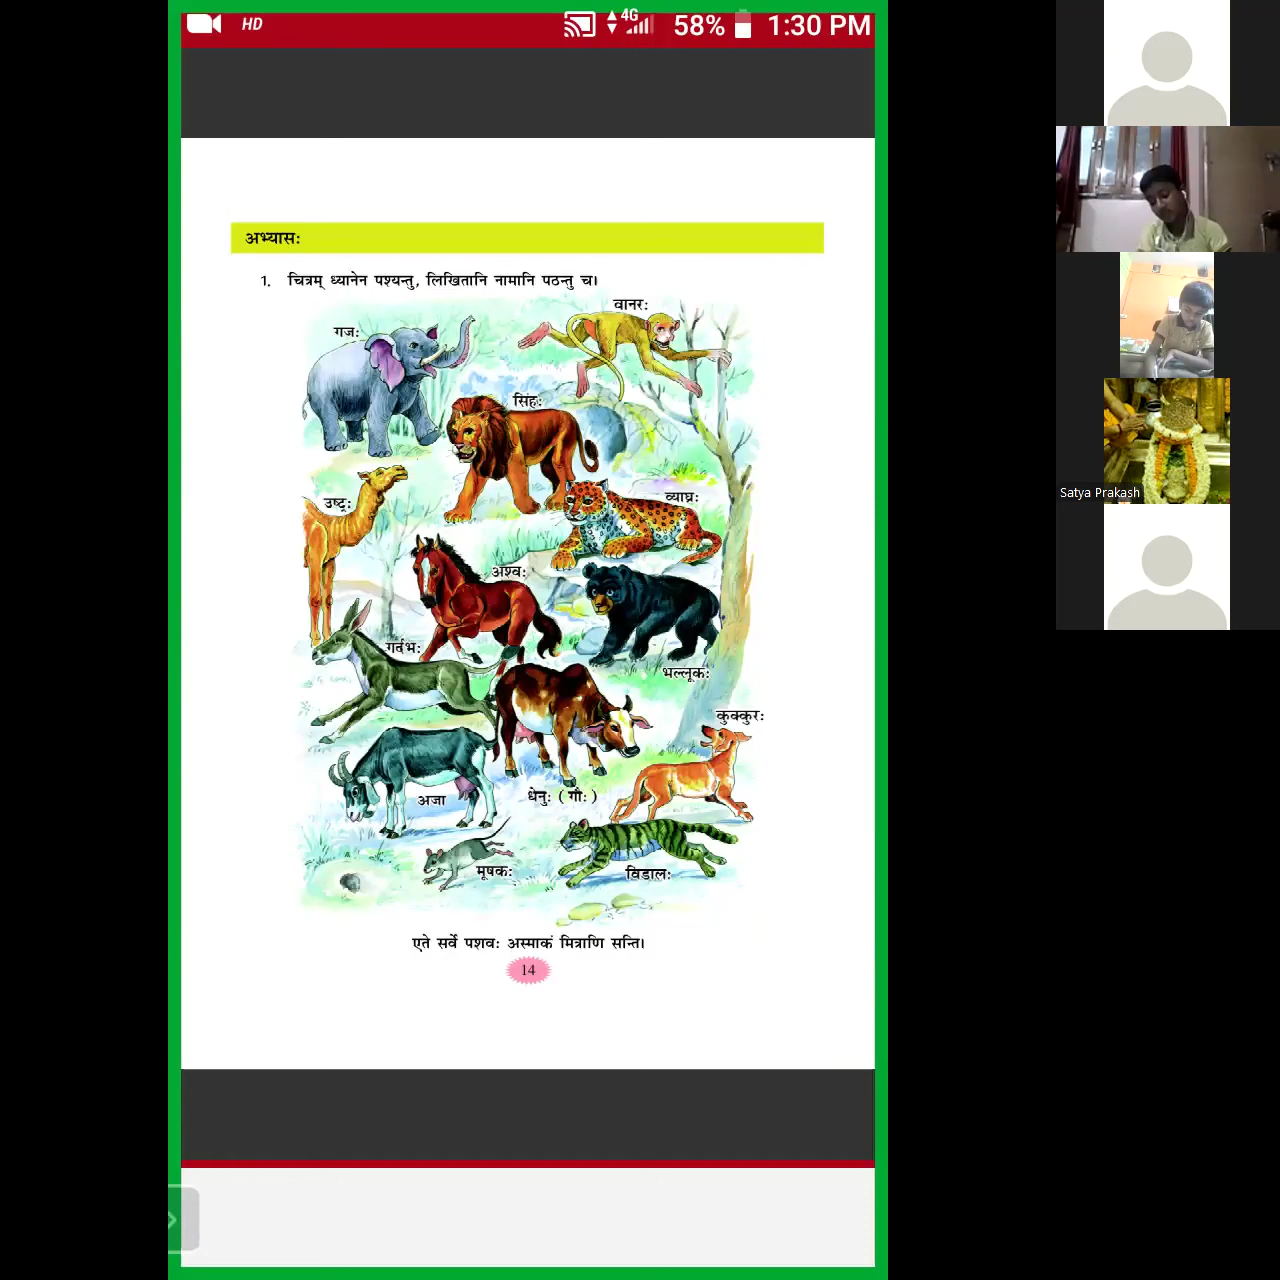 HD
4G
58%
1:30 PM
अभ्यासः
1. चित्रम् ध्यानेन पश्यन्तु, लिखितानि नामानि पठन्तु च।
वानरः
गजः
सिंहः
उष्ट्रः
व्याघ्रः
अश्वः
गर्दभः
भल्लूकः
कुक्कुरः
अजा
धेनुः (गौः)
मूषकः
विडालः
एते सर्वे पशवः अस्माकं मित्राणि सन्ति।
14
Satya Prakash